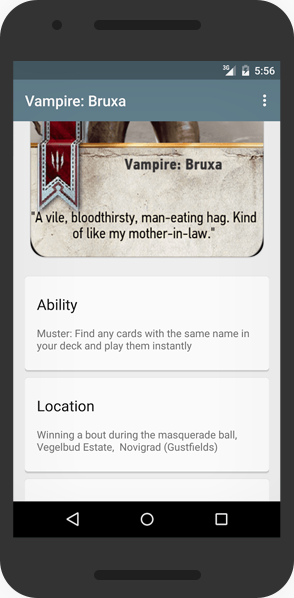 3G 5:56
Vampire: Bruxa
Vampire: Bruxa
"A vile, bloodthirsty, man-eating hag. Kind
of like my mother-in-law."
Ability
Muster: Find any cards with the same name in
your deck and play them instantly
Location
Winning a bout during the masquerade ball,
Vegelbud Estate,  Novigrad (Gustfields)